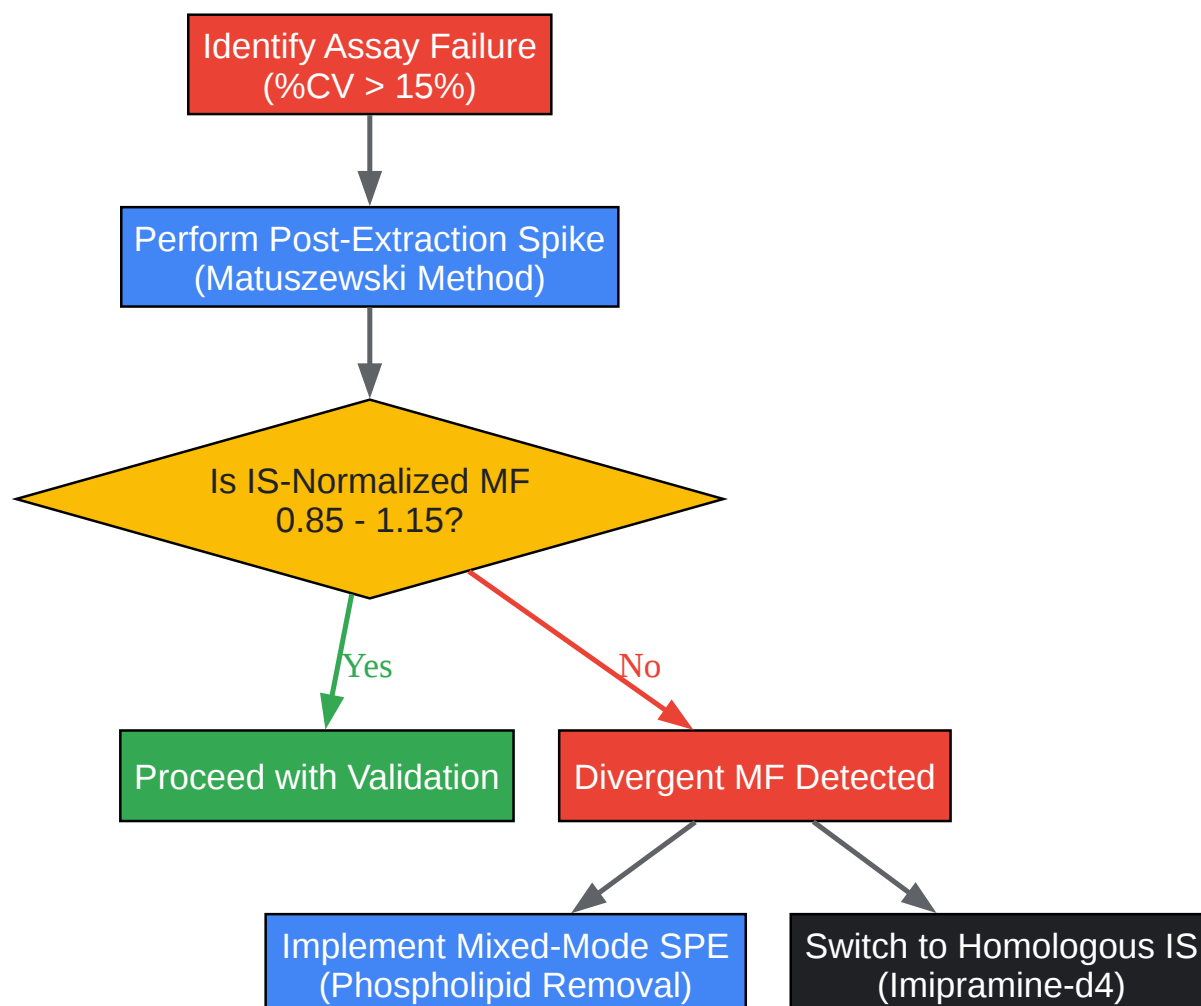 Identify Assay Failure
(%CV > 15%)
Perform Post-Extraction Spike
(Matuszewski Method)
Is IS-Normalized MF
0.85 - 1.15?
Yes
No
Proceed with Validation
Divergent MF Detected
Implement Mixed-Mode SPE
(Phospholipid Removal)
Switch to Homologous IS
(Imipramine-d4)